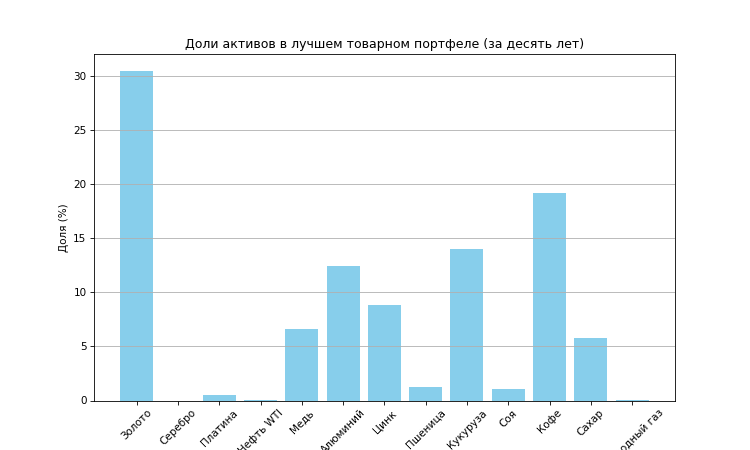 Доли активов в лучшем товарном портфеле (за десять лет)
Доля (%)
30
25
20
15
10
5
0
Золото
Серебро
Платина
Нефть WTI
Медь
Алюминий
Цинк
Пшеница
Кукуруза
Соя
Кофе
Сахар
газ